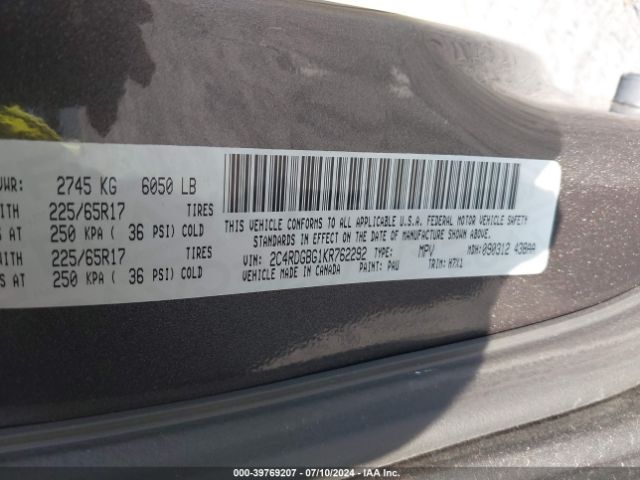 VWR: 2745 KG 6050 LB
WITH 225/65R17 TIRES
S AT 250 KPA ( 36 PSI) COLD
WITH 225/65R17 TIRES
S AT 250 KPA ( 36 PSI) COLD
THIS VEHICLE CONFORMS TO ALL APPLICABLE U.S.A. FEDERAL MOTOR VEHICLE SAFETY
STANDARDS IN EFFECT ON THE DATE OF MANUFACTURE SHOWN ABOVE.
VIN: 2C4RDGBG1KR762292 TYPE: MPV MDH: 090312 438AA
VEHICLE MADE IN CANADA PAINT: PAU TRIM: H7X1
000-39769207 - 07/10/2024 - IAA Inc.